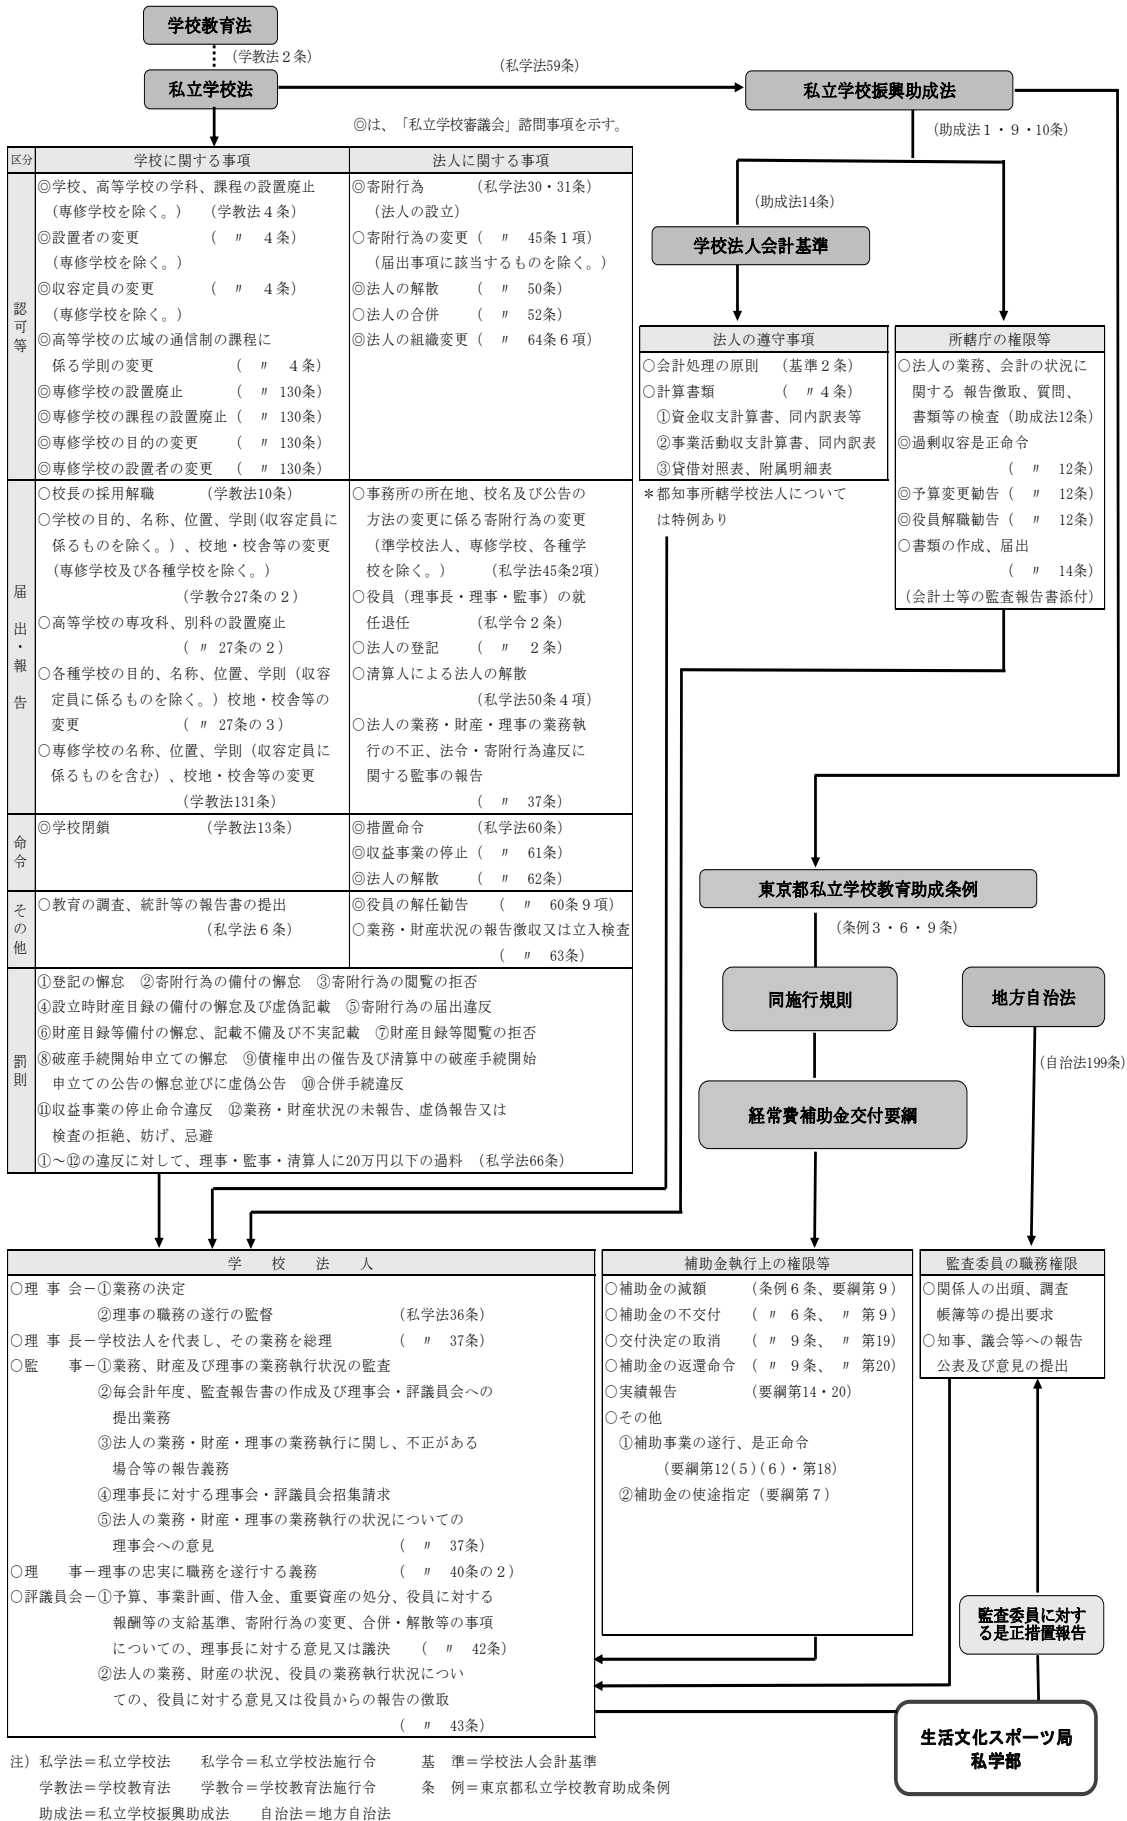 学校教育法
(学教法２条)
私立学校法
(私学法59条)
私立学校振興助成法
◎は、「私立学校審議会」諮問事項を示す。
(助成法１・９・10条)
区分
学校に関する事項
法人に関する事項
認可等
◎学校、高等学校の学科、課程の設置廃止
(専修学校を除く。) (学教法４条)
◎設置者の変更 ( 〃 ４条)
(専修学校を除く。)
◎収容定員の変更 ( 〃 ４条)
(専修学校を除く。)
◎高等学校の広域の通信制の課程に
係る学則の変更 ( 〃 ４条)
◎専修学校の設置廃止 ( 〃 130条)
◎専修学校の課程の設置廃止 ( 〃 130条)
◎専修学校の目的の変更 ( 〃 130条)
◎専修学校の設置者の変更 ( 〃 130条)
◎寄附行為 (私学法30・31条)
(法人の設立)
○寄附行為の変更 ( 〃 45条１項)
(届出事項に該当するものを除く。)
◎法人の解散 ( 〃 50条)
◎法人の合併 ( 〃 52条)
◎法人の組織変更 ( 〃 64条６項)
届出・報告
○校長の採用解職 (学教法10条)
○学校の目的、名称、位置、学則(収容定員に
係るものを除く。)、校地・校舎等の変更
(専修学校及び各種学校を除く。)
(学教令27条の２)
○高等学校の専攻科、別科の設置廃止
( 〃 27条の２)
○各種学校の目的、名称、位置、学則 (収容
定員に係るものを除く。) 校地・校舎等の
変更 ( 〃 27条の３)
○専修学校の名称、位置、学則 (収容定員に
係るものを含む)、校地・校舎等の変更
(学教法131条)
○事務所の所在地、校名及び公告の
方法の変更に係る寄附行為の変更
(準学校法人、専修学校、各種学
校を除く。) (私学法45条2項)
○役員 (理事長・理事・監事) の就
任退任 (私学令２条)
○法人の登記 ( 〃 ２条)
○清算人による法人の解散
(私学法50条４項)
○法人の業務・財産・理事の業務執
行の不正、法令・寄附行為違反に
関する監事の報告
( 〃 37条)
命令
◎学校閉鎖 (学教法13条)
◎措置命令 (私学法60条)
◎収益事業の停止 ( 〃 61条)
◎法人の解散 ( 〃 62条)
その他
○教育の調査、統計等の報告書の提出
(私学法６条)
◎役員の解任勧告 ( 〃 60条９項)
○業務・財産状況の報告徴収又は立入検査
( 〃 63条)
罰則
①登記の懈怠 ②寄附行為の備付の懈怠 ③寄附行為の閲覧の拒否
④設立時財産目録の備付の懈怠及び虚偽記載 ⑤寄附行為の届出違反
⑥財産目録等備付の懈怠、記載不備及び不実記載 ⑦財産目録等閲覧の拒否
⑧破産手続開始申立ての懈怠 ⑨債権申出の催告及び清算中の破産手続開始
申立ての公告の懈怠並びに虚偽公告 ⑩合併手続違反
⑪収益事業の停止命令違反 ⑫業務・財産状況の未報告、虚偽報告又は
検査の拒絶、妨げ、忌避
①～⑫の違反に対して、理事・監事・清算人に20万円以下の過料 (私学法66条)
(助成法14条)
学校法人会計基準
法人の遵守事項
○会計処理の原則 (基準２条)
○計算書類 ( 〃４条)
①資金収支計算書、同内訳表等
②事業活動収支計算書、同内訳表
③貸借対照表、附属明細表
＊都知事所轄学校法人について
は特例あり
所轄庁の権限等
○法人の業務、会計の状況に
関する 報告徴取、質問、
書類等の検査 (助成法12条)
◎過剰収容是正命令
( 〃 12条)
◎予算変更勧告 ( 〃 12条)
◎役員解職勧告 ( 〃 12条)
○書類の作成、届出
( 〃 14条)
(会計士等の監査報告書添付)
東京都私立学校教育助成条例
(条例３・６・９条)
同施行規則
地方自治法
(自治法199条)
経常費補助金交付要綱
学校法人
○理事会－①業務の決定
②理事の職務の遂行の監督 (私学法36条)
○理事長－学校法人を代表し、その業務を総理 ( 〃 37条)
○監事－①業務、財産及び理事の業務執行状況の監査
②毎会計年度、監査報告書の作成及び理事会・評議員会への
提出業務
③法人の業務・財産・理事の業務執行に関し、不正がある
場合等の報告義務
④理事長に対する理事会・評議員会招集請求
⑤法人の業務・財産・理事の業務執行の状況についての
理事会への意見 ( 〃 37条)
○理事－理事の忠実に職務を遂行する義務 ( 〃 40条の２)
○評議員会－①予算、事業計画、借入金、重要資産の処分、役員に対する
報酬等の支給基準、寄附行為の変更、合併・解散等の事項
についての、理事長に対する意見又は議決 ( 〃 42条)
②法人の業務、財産の状況、役員の業務執行状況につい
ての、役員に対する意見又は役員からの報告の徴取
( 〃 43条)
補助金執行上の権限等
○補助金の減額 (条例６条、要綱第９)
○補助金の不交付 ( 〃 ６条、 〃 第９)
○交付決定の取消 ( 〃 ９条、 〃 第19)
○補助金の返還命令 ( 〃 ９条、 〃 第20)
○実績報告 (要綱第14・20)
○その他
①補助事業の遂行、是正命令
(要綱第12(５)(６)・第18)
②補助金の使途指定 (要綱第７)
監査委員の職務権限
○関係人の出頭、調査
帳簿等の提出要求
○知事、議会等への報告
公表及び意見の提出
監査委員に対す
る是正措置報告
生活文化スポーツ局
私学部
注) 私学法＝私立学校法 私学令＝私立学校法施行令 基 準＝学校法人会計基準
学教法＝学校教育法 学教令＝学校教育法施行令 条 例＝東京都私立学校教育助成条例
助成法＝私立学校振興助成法 自治法＝地方自治法